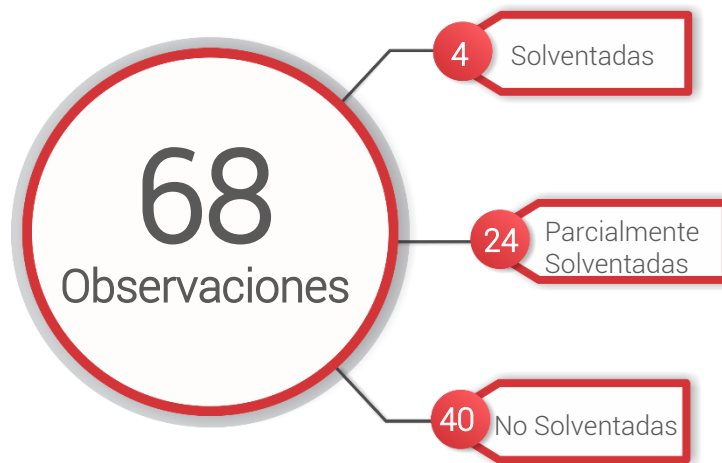 68
Observaciones
4
Solventadas
24
Parcialmente
Solventadas
40
No Solventadas